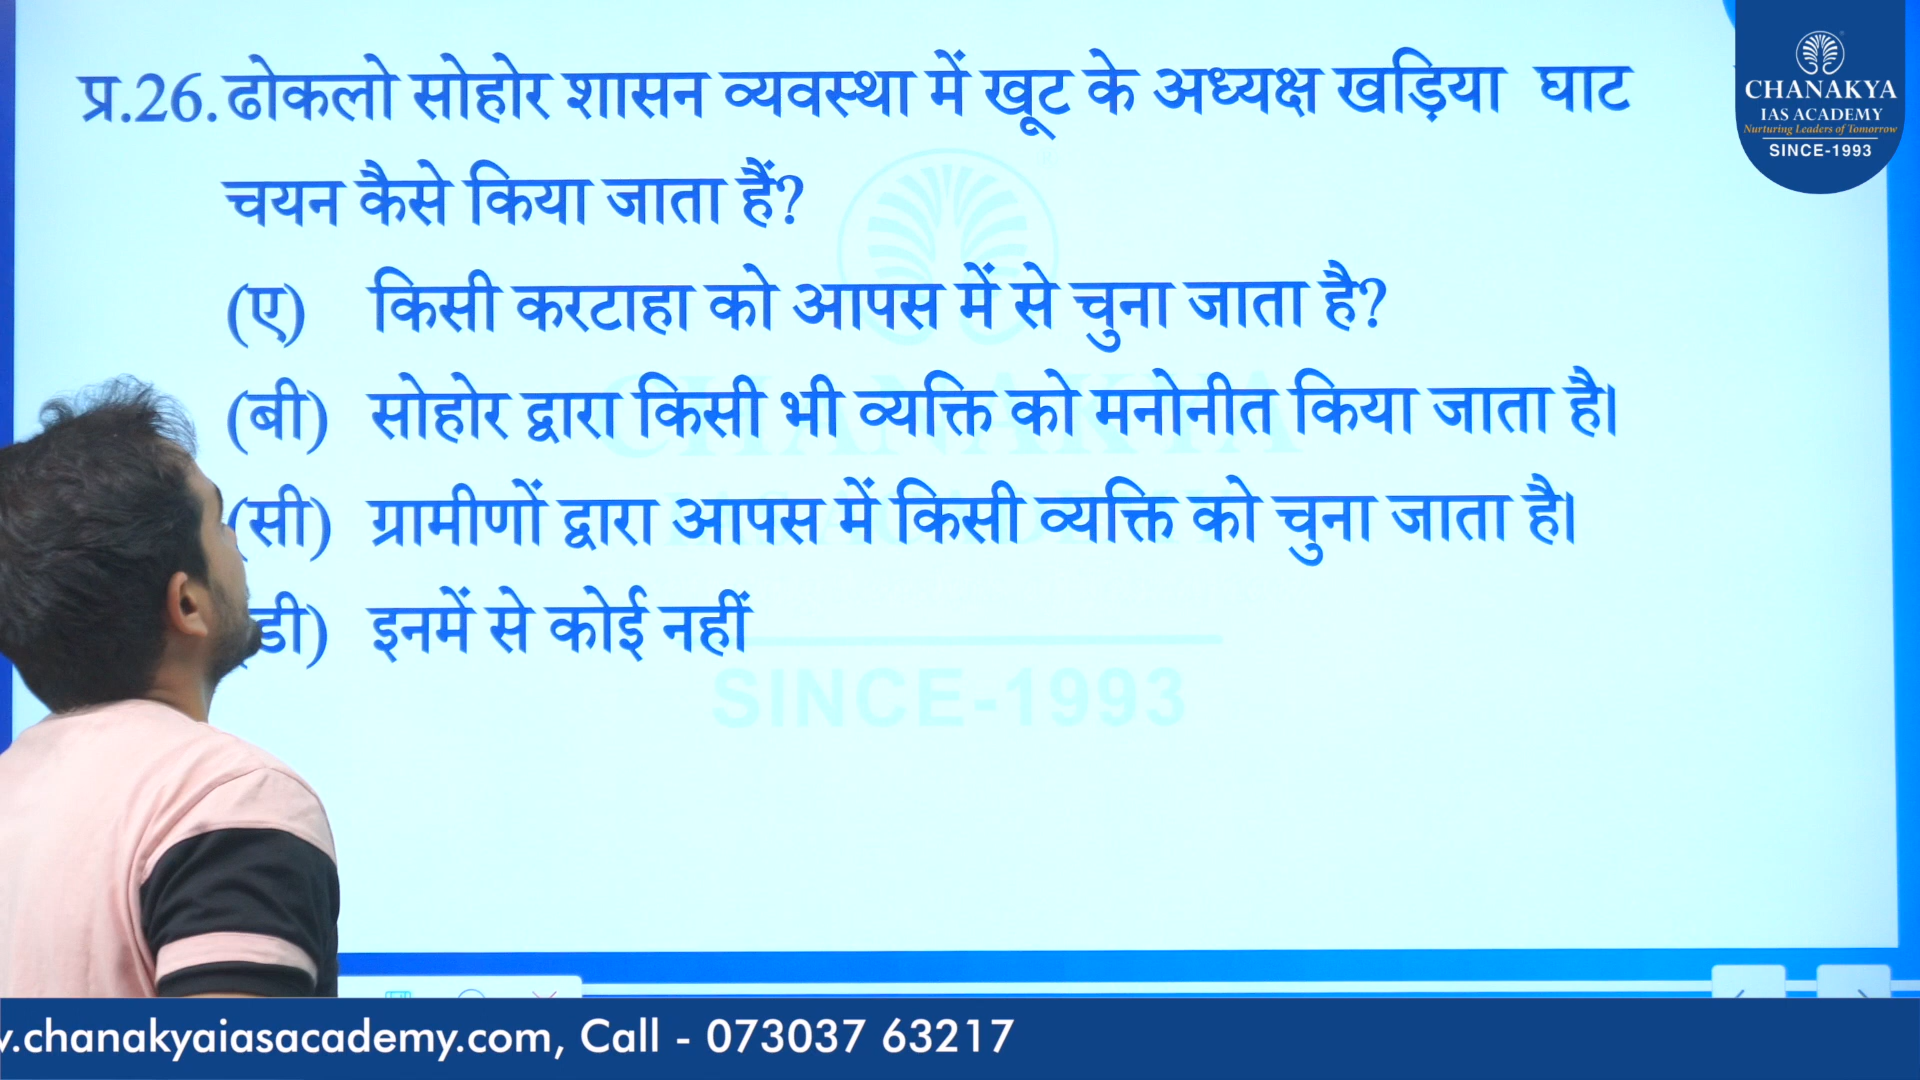 प्र.26. ढोकलो सोहोर शासन व्यवस्था में खूट के अध्यक्ष खड़िया घाट
चयन कैसे किया जाता हैं?
(ए) किसी करटाहा को आपस में से चुना जाता है?
(बी) सोहोर द्वारा किसी भी व्यक्ति को मनोनीत किया जाता है।
(सी) ग्रामीणों द्वारा आपस में किसी व्यक्ति को चुना जाता है।
(डी) इनमें से कोई नहीं
CHANAKYA
SINCE-1993
CHANAKYA
IAS ACADEMY
Nurturing Leaders of Tomorrow
SINCE-1993
.chanakyaiasacademy.com, Call - 073037 63217